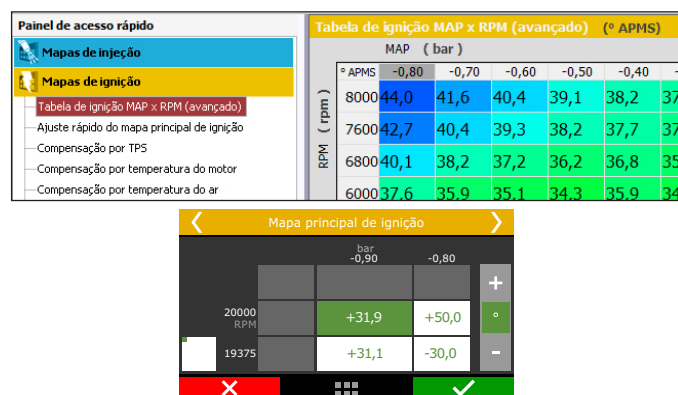 Painel de acesso rápido
Mapas de injeção
Mapas de ignição
Tabela de ignição MAP x RPM (avançado)
Ajuste rápido do mapa principal de ignição
Compensação por TPS
Compensação por temperatura do motor
Compensação por temperatura do ar
Tabela de ignição MAP x RPM (avançado) (° APMS)
MAP ( bar )
° APMS -0,80 -0,70 -0,60 -0,50 -0,40
RPM ( rpm )
8000 44,0 41,6 40,4 39,1 38,2 37
7600 42,7 40,4 39,3 38,2 37,7 37
6800 40,1 38,2 37,2 36,2 36,8 35
6000 37,6 35,9 35,1 34,3 35,9 34
Mapa principal de ignição
bar
-0,90 -0,80
+
20000 +31,9 +50,0 °
RPM
19375 +31,1 -30,0 -